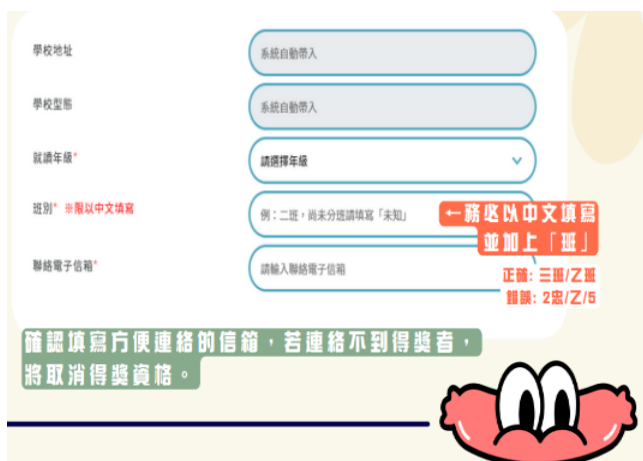 學校地址
系統自動帶入
學校型態
系統自動帶入
就讀年級*
請選擇年級
班別* ※限以中文填寫
例：二班，尚未分班請填寫「未知」
←務必以中文填寫
並加上「班」
聯絡電子信箱*
請輸入聯絡電子信箱
正確: 三班/乙班
錯誤: 2忠/乙/5
確認填寫方便連絡的信箱，若連絡不到得獎者，
將取消得獎資格。